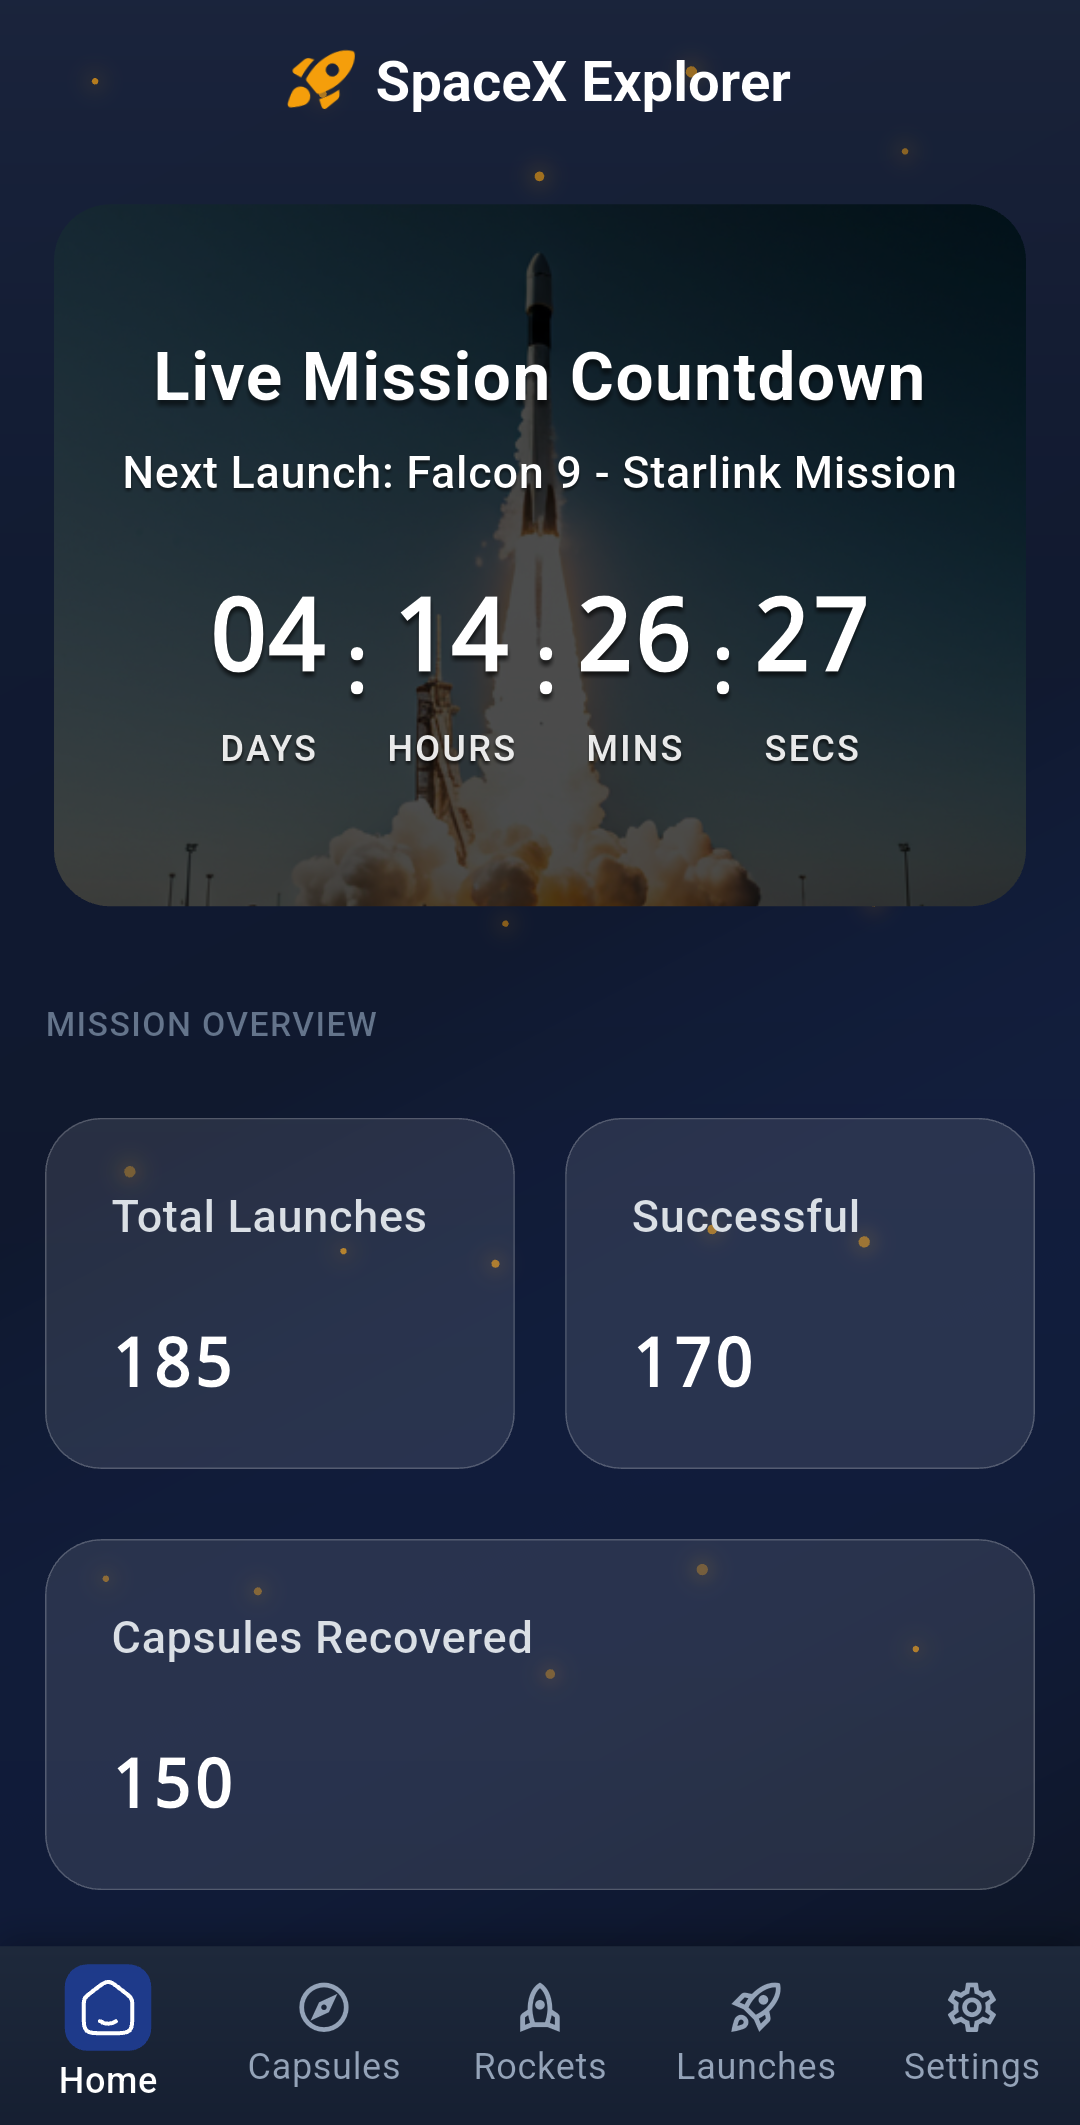 SpaceX Explorer
Live Mission Countdown
Next Launch: Falcon 9 - Starlink Mission
04 : 14 : 26 : 27
DAYS HOURS MINS SECS
MISSION OVERVIEW
Total Launches
185
Successful
170
Capsules Recovered
150
Home Capsules Rockets Launches Settings